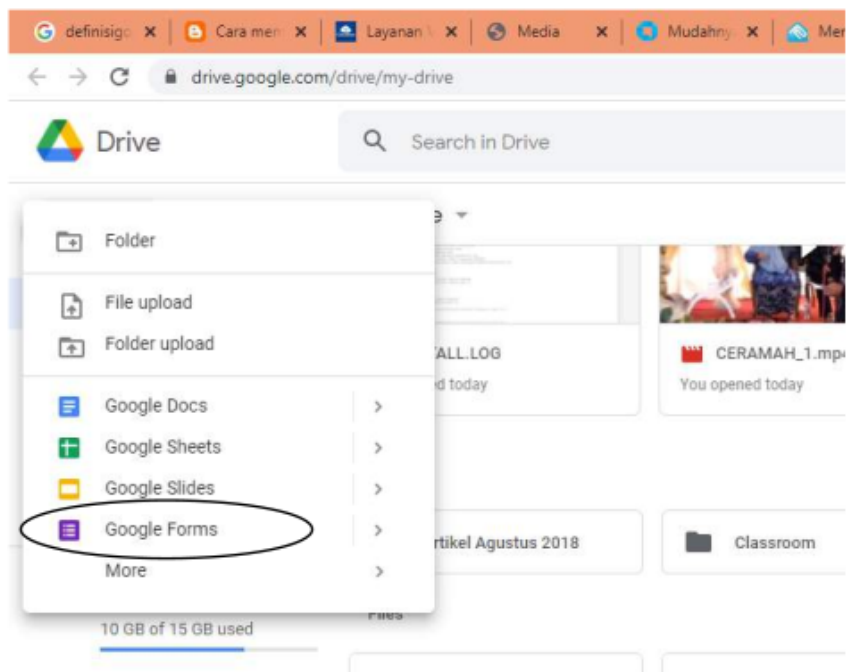 definisigo
Cara mem
Layanan
Media
Mudahny
Mer
drive.google.com/drive/my-drive
Drive
Search in Drive
Folder
File upload
Folder upload
Google Docs
Google Sheets
Google Slides
Google Forms
More
ALL.LOG
d today
CERAMAH_1.mp4
You opened today
rtikel Agustus 2018
Classroom
Files
10 GB of 15 GB used